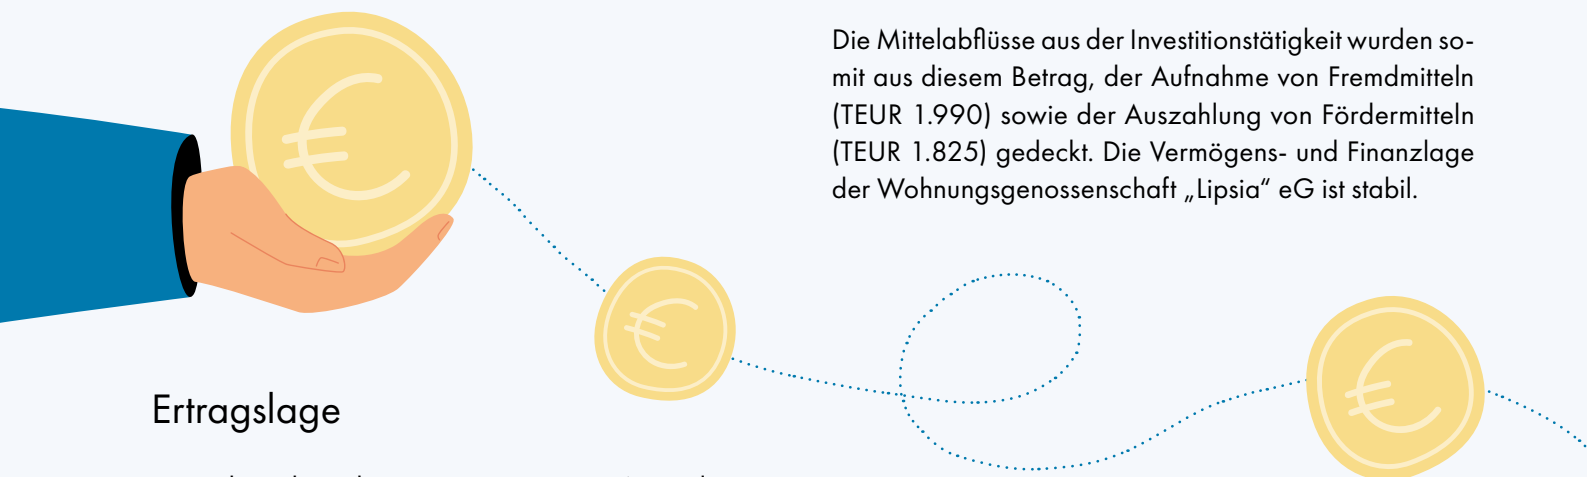 Die Mittelabflüsse aus der Investitionstätigkeit wurden so-
mit aus diesem Betrag, der Aufnahme von Fremdmitteln
(TEUR 1.990) sowie der Auszahlung von Fördermitteln
(TEUR 1.825) gedeckt. Die Vermögens- und Finanzlage
der Wohnungsgenossenschaft „Lipsia“ eG ist stabil.
Ertragslage